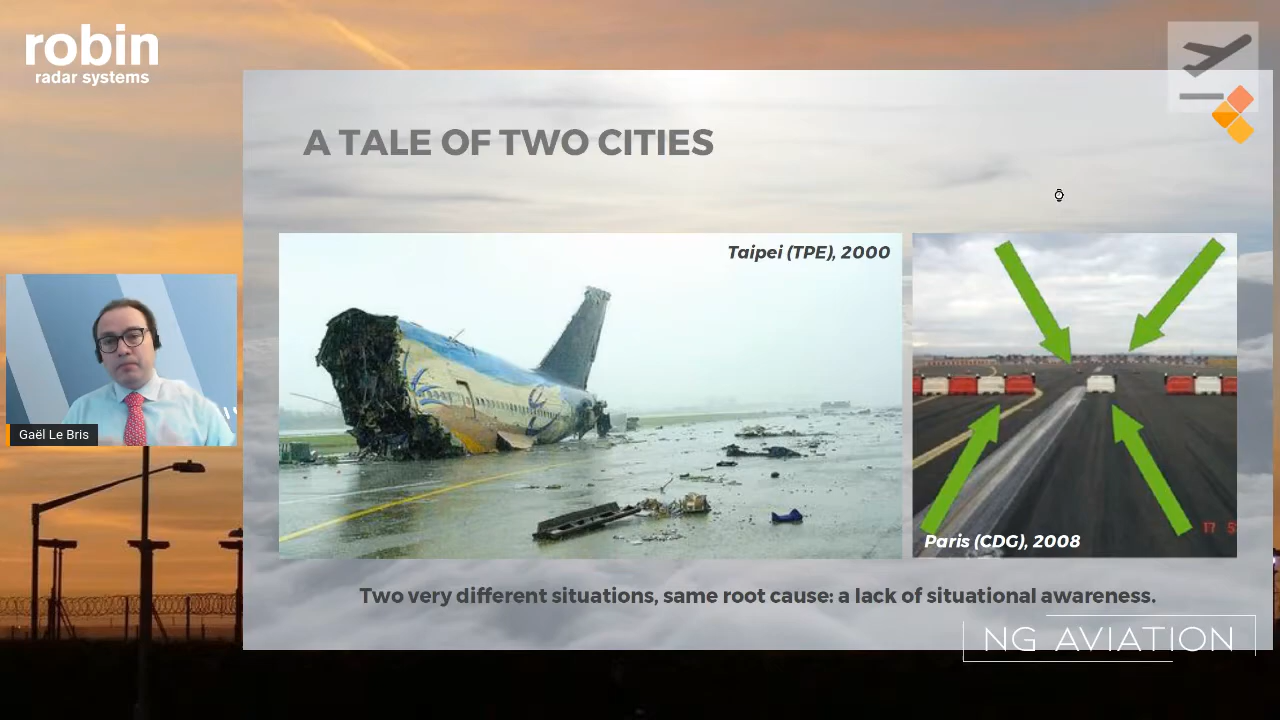 robin
radar systems
A TALE OF TWO CITIES
Taipei (TPE), 2000
Gaël Le Bris
Paris (CDG), 2008
Two very different situations, same root cause: a lack of situational awareness.
NG AVIATION